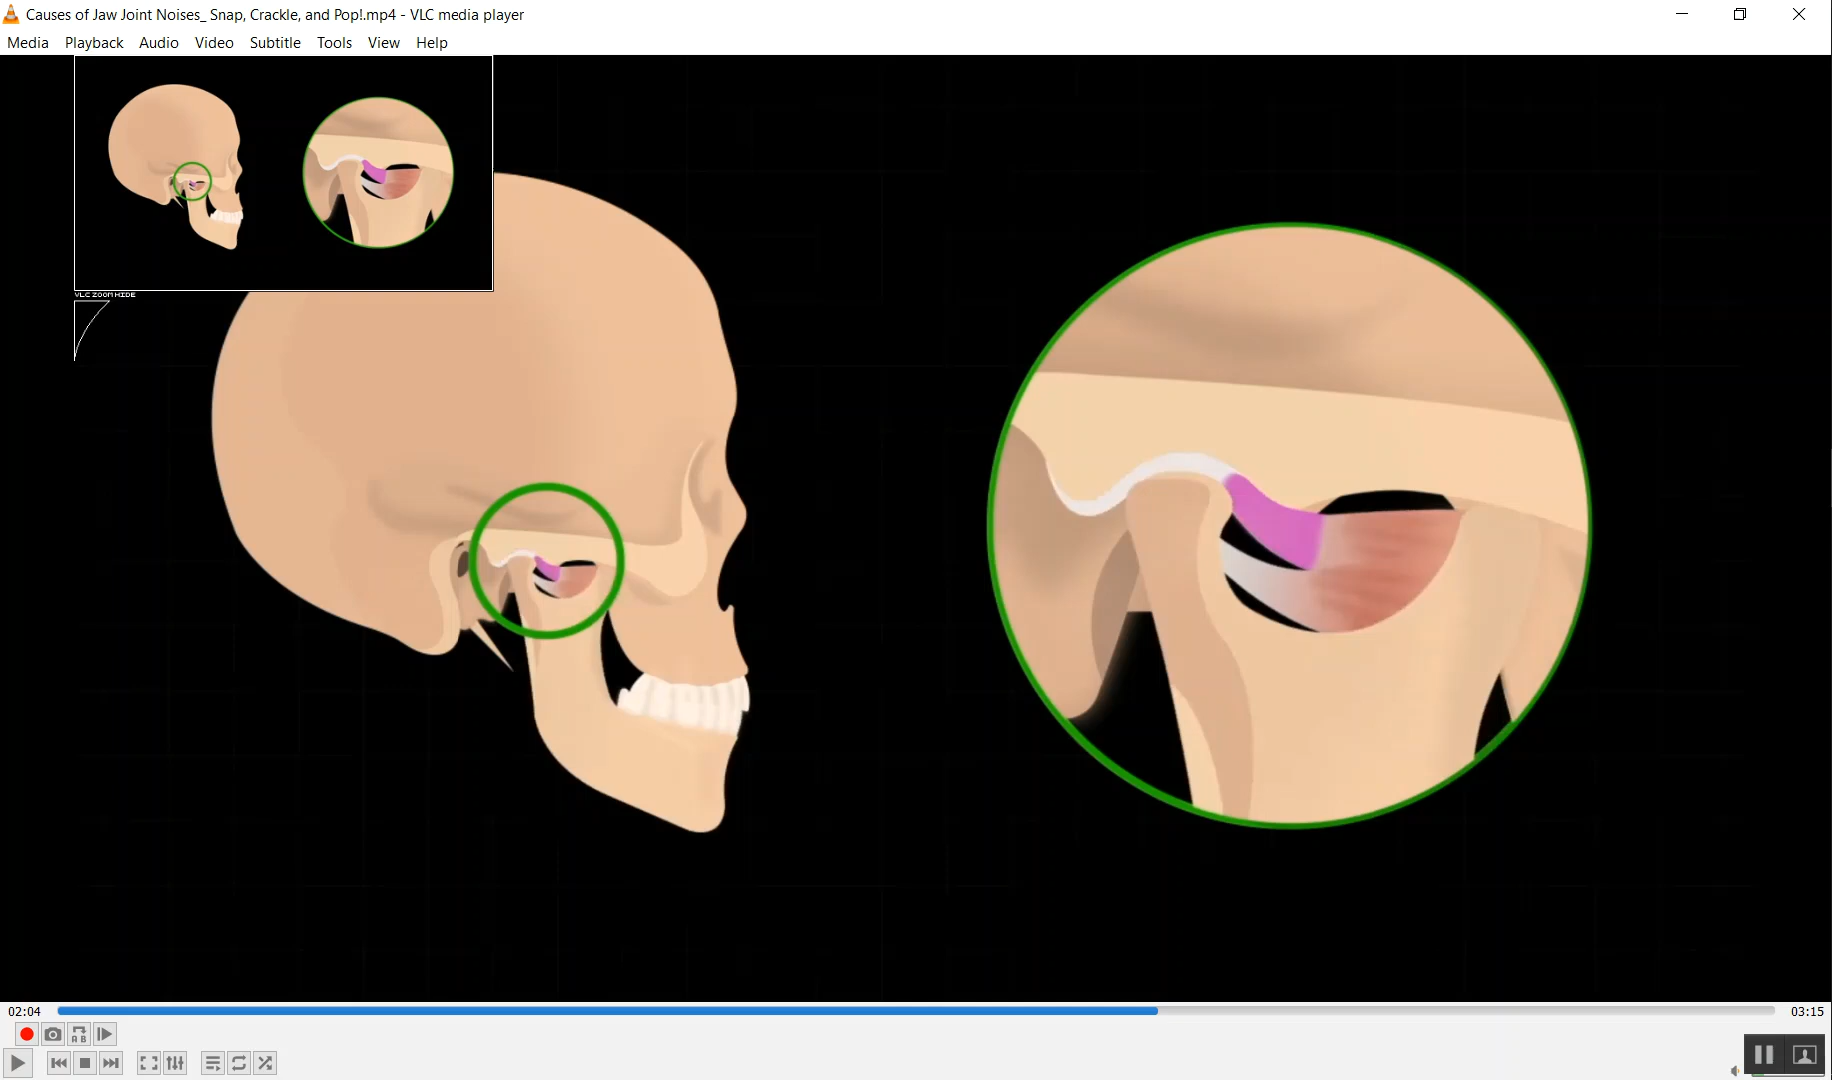 Causes of Jaw Joint Noises_ Snap, Crackle, and Pop!.mp4 - VLC media player
Media Playback Audio Video Subtitle Tools View Help
VLC ZOOM HIDE
02:04 03:15
A B